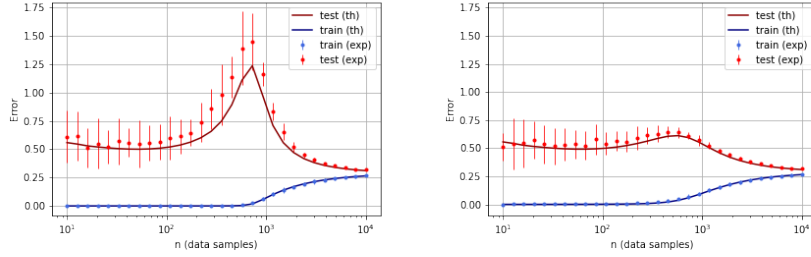 1.75
1.50
1.25
1.00
0.75
0.50
0.25
0.00
Error
10¹
10²
10³
10⁴
n (data samples)
test (th)
train (th)
train (exp)
test (exp)
1.75
1.50
1.25
1.00
0.75
0.50
0.25
0.00
Error
10¹
10²
10³
10⁴
n (data samples)
test (th)
train (th)
train (exp)
test (exp)